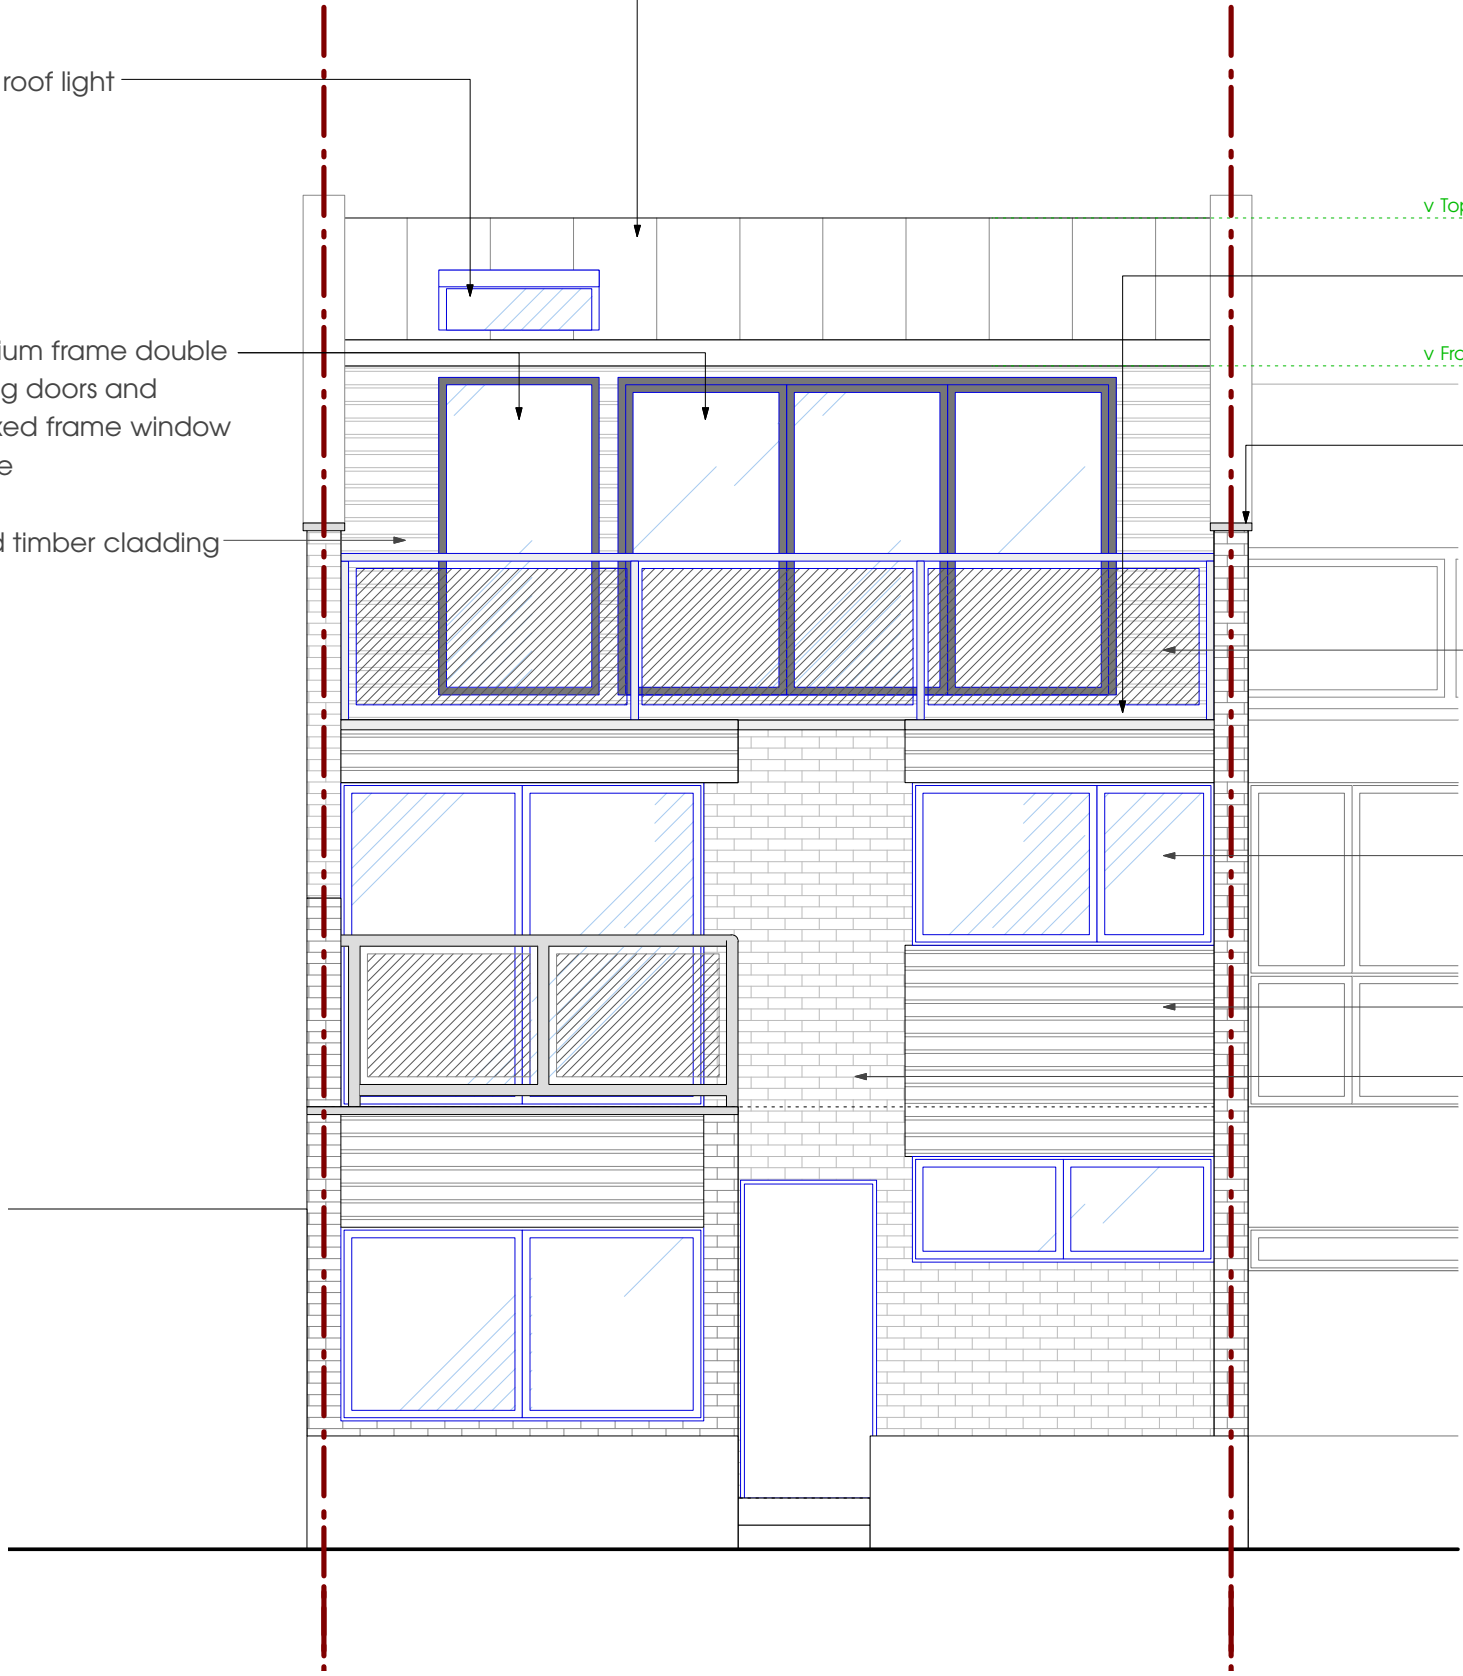 roof light
ium frame double
g doors and
xed frame window
e
d timber cladding
v Top
v Fro